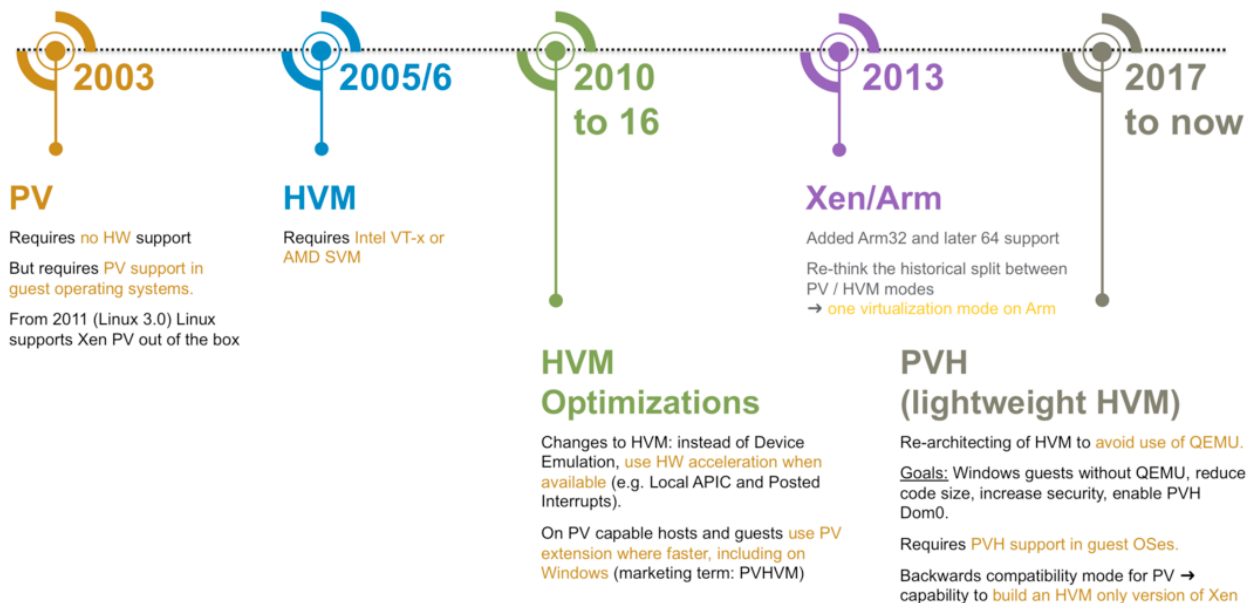 2003
2005/6
2010
to 16
2013
2017
to now
PV
Requires no HW support
But requires PV support in
guest operating systems.
From 2011 (Linux 3.0) Linux
supports Xen PV out of the box
HVM
Requires Intel VT-x or
AMD SVM
HVM
Optimizations
Changes to HVM: instead of Device
Emulation, use HW acceleration when
available (e.g. Local APIC and Posted
Interrupts).
On PV capable hosts and guests use PV
extension where faster, including on
Windows (marketing term: PVHVM)
Xen/Arm
Added Arm32 and later 64 support
Re-think the historical split between
PV / HVM modes
➔ one virtualization mode on Arm
PVH
(lightweight HVM)
Re-architecting of HVM to avoid use of QEMU.
Goals: Windows guests without QEMU, reduce
code size, increase security, enable PVH
Dom0.
Requires PVH support in guest OSes.
Backwards compatibility mode for PV ➔
capability to build an HVM only version of Xen